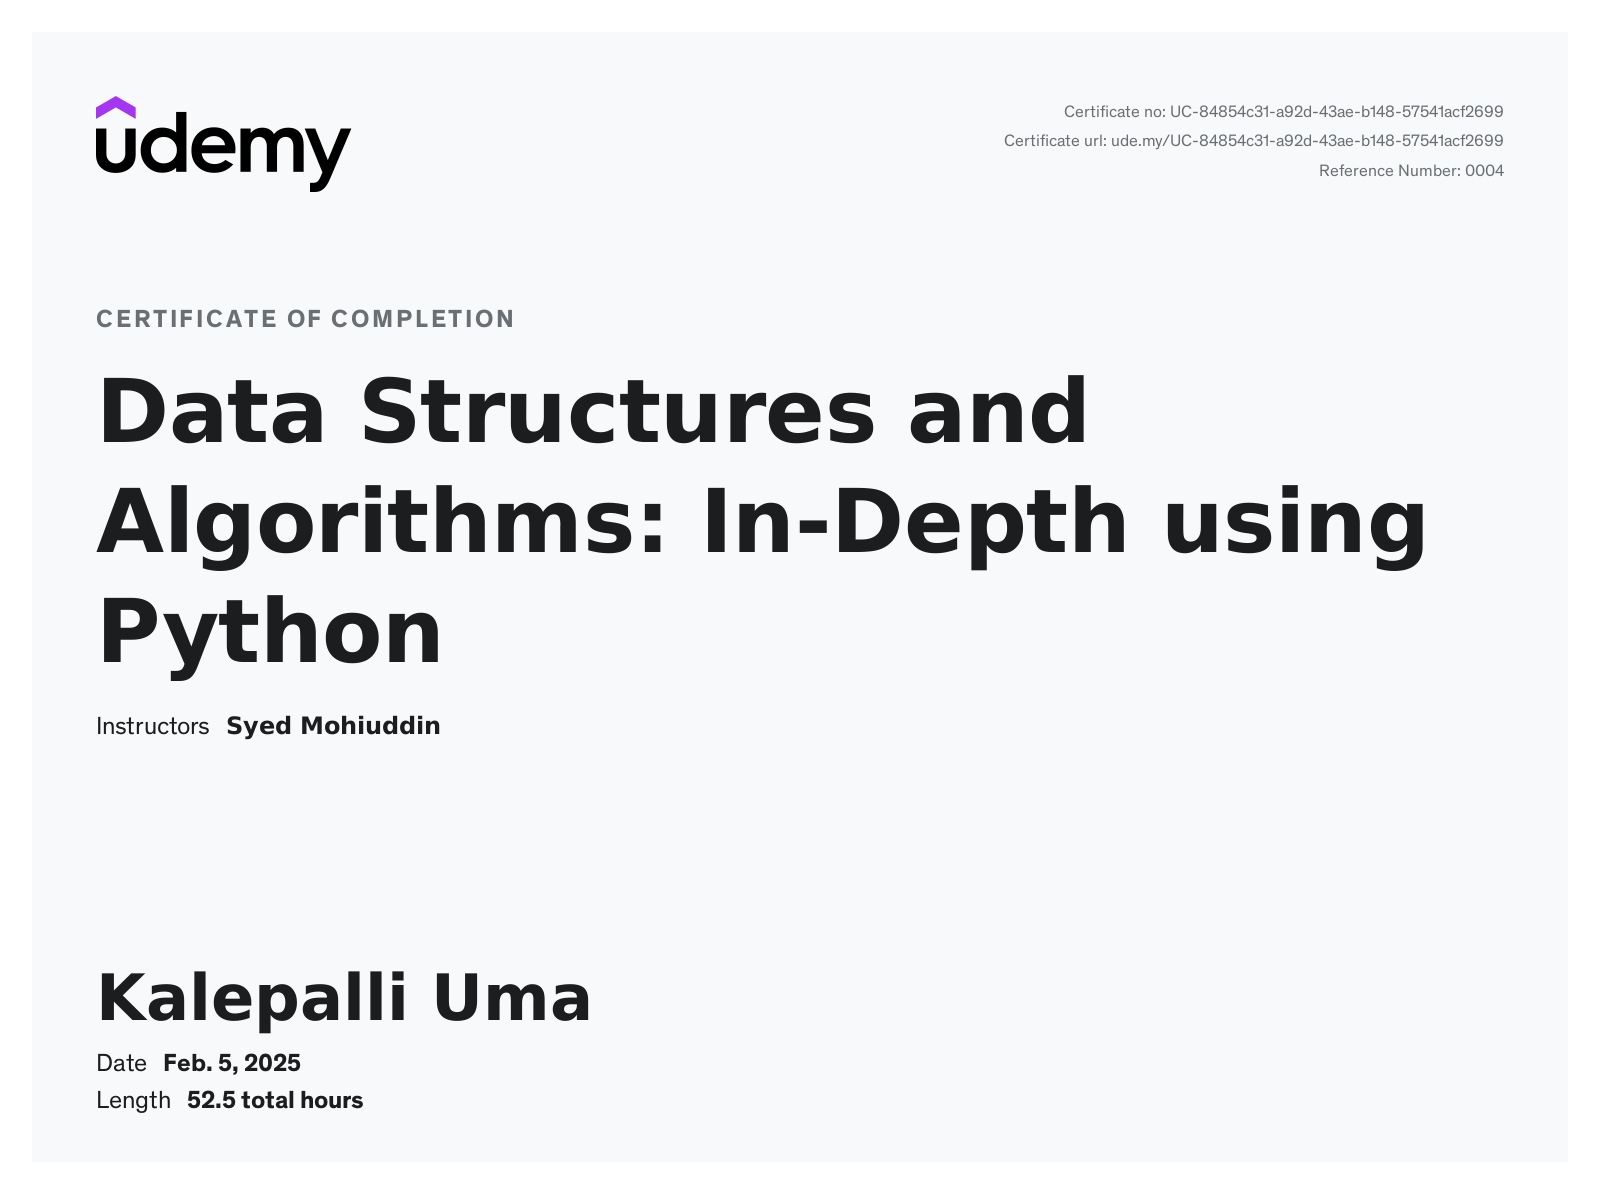 udemy
Certificate no: UC-84854c31-a92d-43ae-b148-57541acf2699
Certificate url: ude.my/UC-84854c31-a92d-43ae-b148-57541acf2699
Reference Number: 0004
CERTIFICATE OF COMPLETION
Data Structures and
Algorithms: In-Depth using
Python
Instructors Syed Mohiuddin
Kalepalli Uma
Date Feb. 5, 2025
Length 52.5 total hours